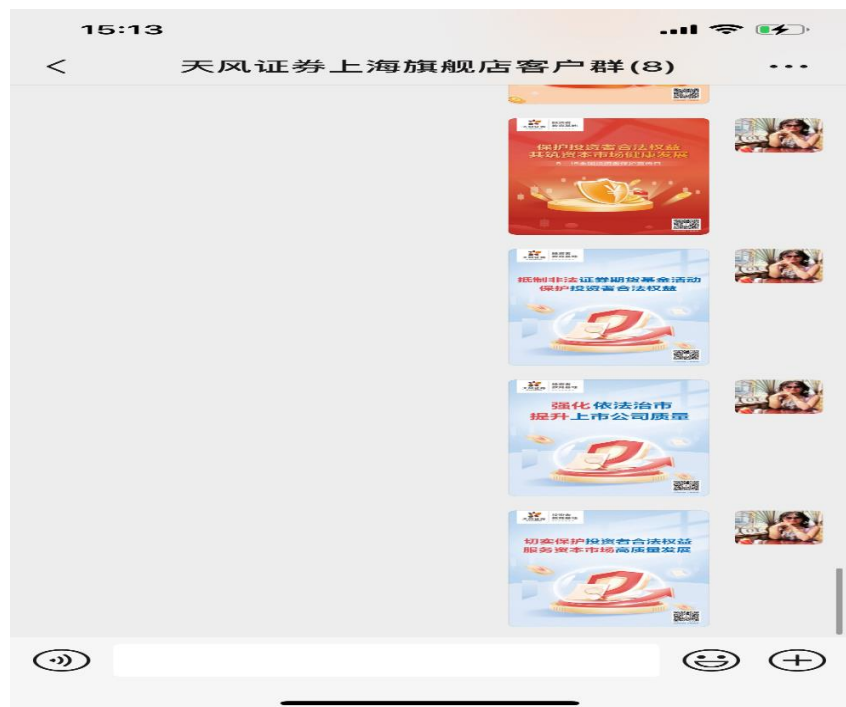 15:13
天风证券上海旗舰店客户群(8)
保护投资者合法权益
共筑资本市场健康发展
抵制非法证券期货基金活动
保护投资者合法权益
强化依法治市
提升上市公司质量
切实保护投资者合法权益
服务资本市场高质量发展